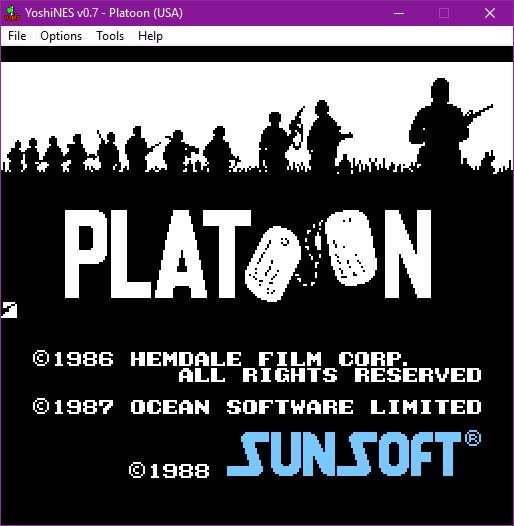 YoshiNES v0.7 - Platoon (USA)
File Options Tools Help
PLATOON
©1986 HEMDALE FILM CORP.
ALL RIGHTS RESERVED
©1987 OCEAN SOFTWARE LIMITED
©1988 SUNSOFT®